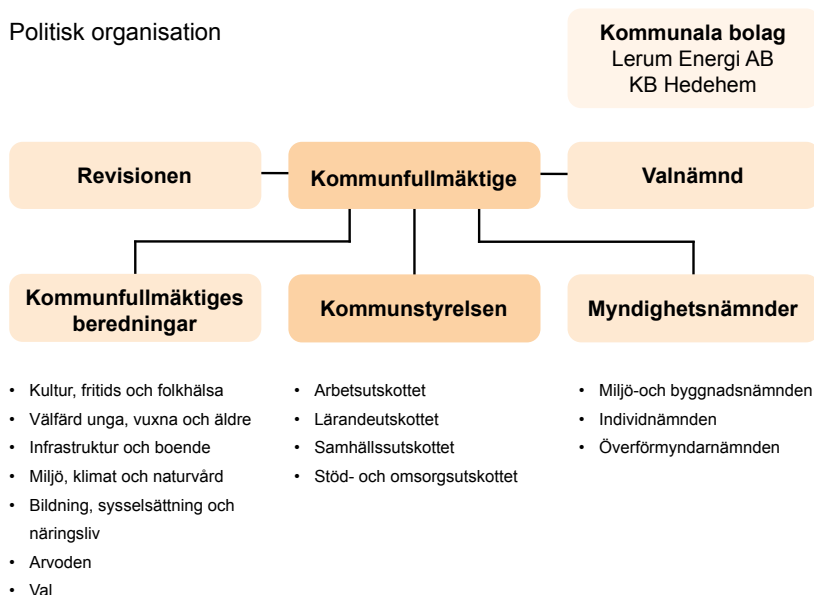 Politisk organisation
Kommunala bolag
Lerum Energi AB
KB Hedehem
Revisionen
Kommunfullmäktige
Valnämnd
Kommunfullmäktiges
beredningar
Kommunstyrelsen
Myndighetsnämnder
• Kultur, fritids och folkhälsa
• Välfärd unga, vuxna och äldre
• Infrastruktur och boende
• Miljö, klimat och naturvård
• Bildning, sysselsättning och
näringsliv
• Arvoden
• Val
• Arbetsutskottet
• Lärandeutskottet
• Samhällssutskottet
• Stöd- och omsorgsutskottet
• Miljö-och byggnadsnämnden
• Individnämnden
• Överförmyndarnämnden